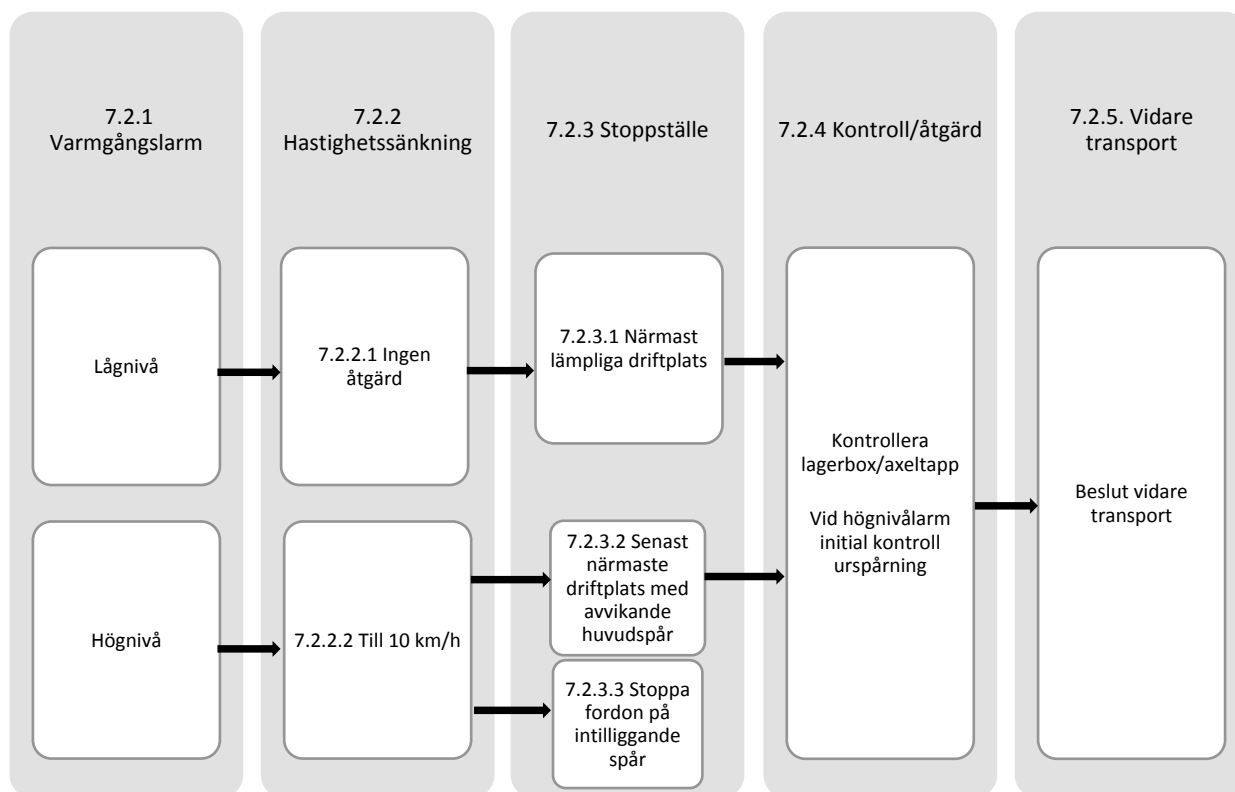 7.2.1
Varmgångslarm
7.2.2
Hastighetssänkning
7.2.3 Stoppställe
7.2.4 Kontroll/åtgärd
7.2.5. Vidare
transport
Lågnivå
7.2.2.1 Ingen
åtgärd
7.2.3.1 Närmast
lämpliga driftplats
Högnivå
7.2.2.2 Till 10 km/h
7.2.3.2 Senast
närmaste
driftplats med
avvikande
huvudspår
7.2.3.3 Stoppa
fordon på
intilliggande
spår
Kontrollera
lagerbox/axeltapp
Vid högnivålarm
initial kontroll
urspårning
Beslut vidare
transport